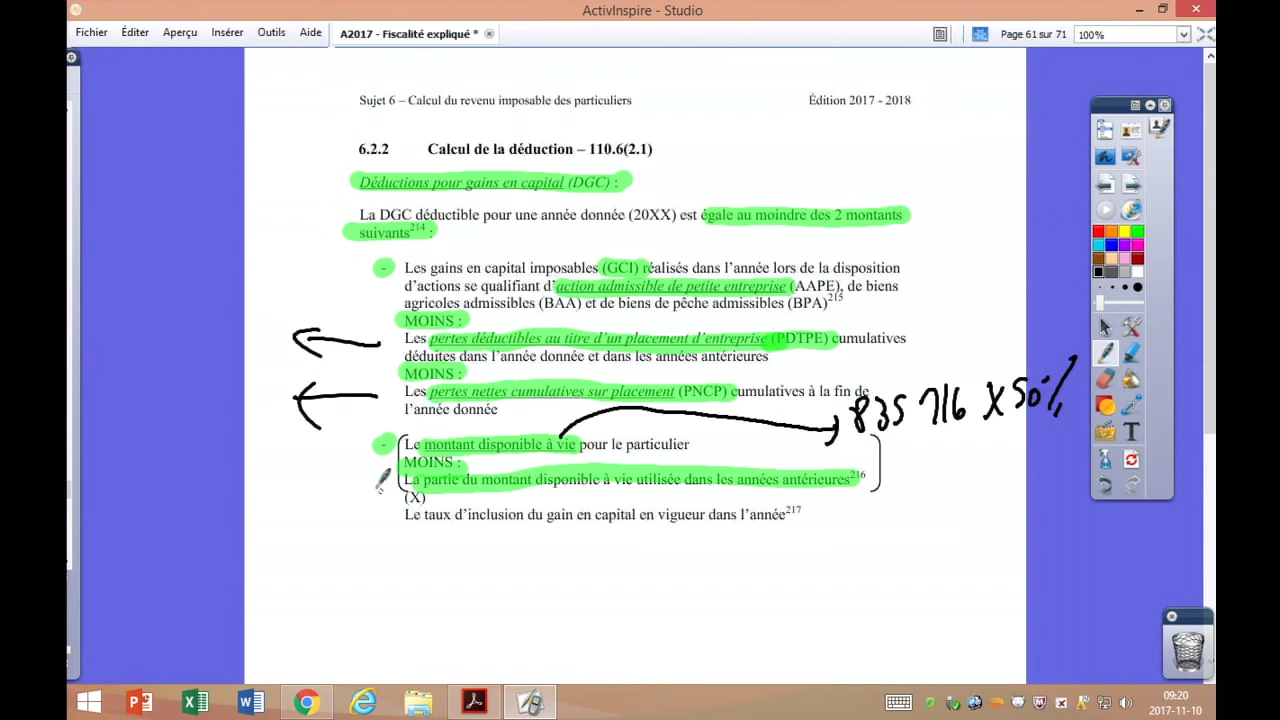 ActivInspire - Studio
Fichier Éditer Aperçu Insérer Outils Aide A2017 - Fiscalité expliqué * Page 61 sur 71 100%
Sujet 6 – Calcul du revenu imposable des particuliers Édition 2017 - 2018
6.2.2 Calcul de la déduction – 110.6(2.1)
Déductions pour gains en capital (DGC) :
La DGC déductible pour une année donnée (20XX) est égale au moindre des 2 montants
suivants214 :
- Les gains en capital imposables (GCI) réalisés dans l'année lors de la disposition
d'actions se qualifiant d'action admissible de petite entreprise (AAPE), de biens
agricoles admissibles (BAA) et de biens de pêche admissibles (BPA)215
MOINS :
Les pertes déductibles au titre d'un placement d'entreprise (PDTPE) cumulatives
déduites dans l'année donnée et dans les années antérieures
MOINS :
Les pertes nettes cumulatives sur placement (PNCP) cumulatives à la fin de
l'année donnée
835 716 X 50%
- Le montant disponible à vie pour le particulier
MOINS :
La partie du montant disponible à vie utilisée dans les années antérieures216
(X)
Le taux d'inclusion du gain en capital en vigueur dans l'année217
09:20
2017-11-10